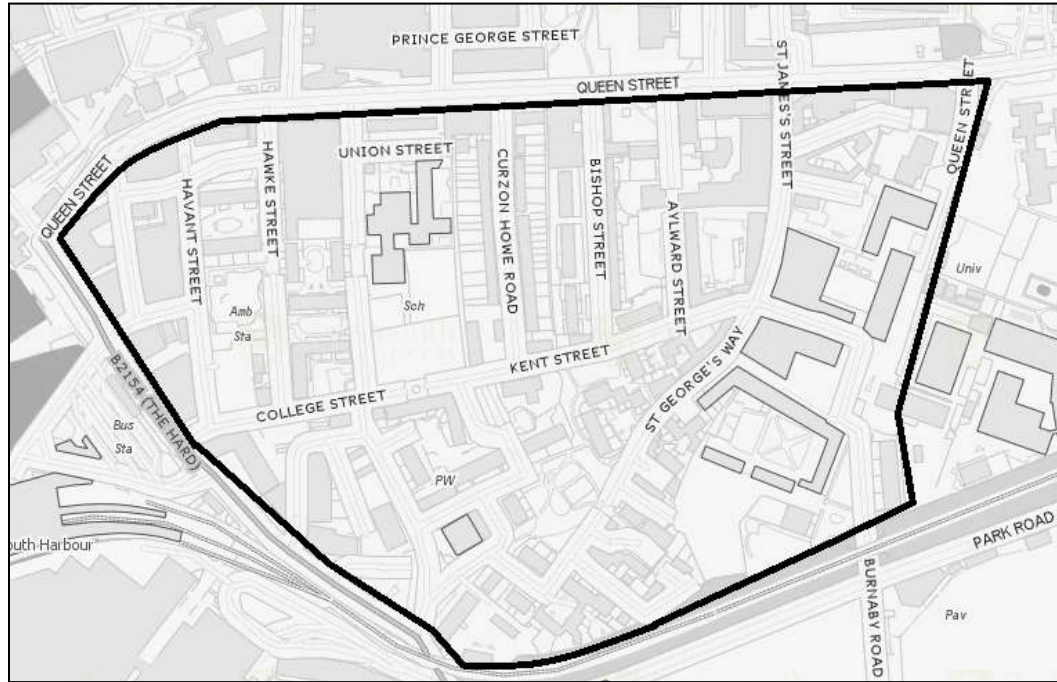 PRINCE GEORGE STREET
QUEEN STREET
ST JAMES'S STREET
QUEEN STREET
QUEEN STREET
UNION STREET
HAWKE STREET
HAVANT STREET
CURZON HOWE ROAD
BISHOP STREET
AYLWARD STREET
Univ
Amb
Sta
Sch
KENT STREET
ST GEORGE'S WAY
COLLEGE STREET
B2154 (THE HARD)
Bus
Sta
PW
outh Harbour
PARK ROAD
BURNABY ROAD
Pav